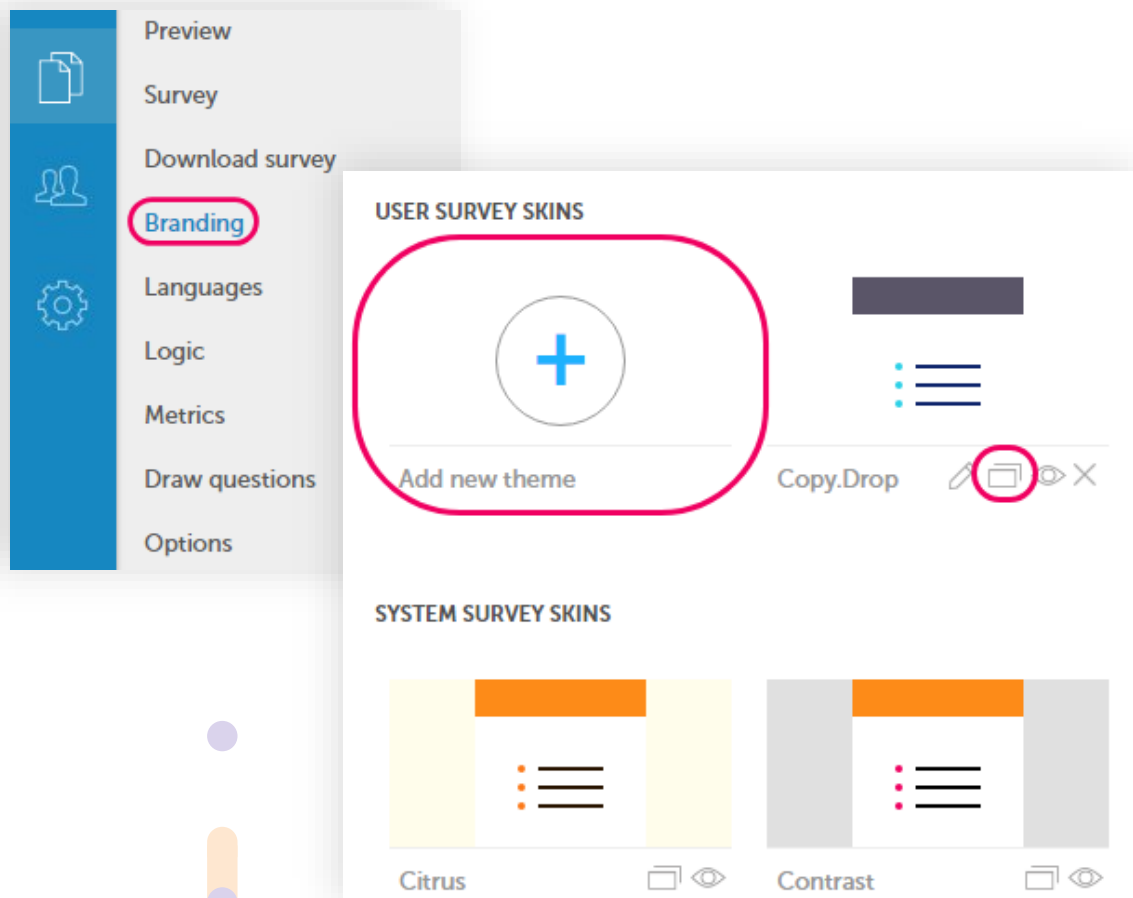 Preview
Survey
Download survey
Branding
Languages
Logic
Metrics
Draw questions
Options
USER SURVEY SKINS
Add new theme
Copy.Drop
SYSTEM SURVEY SKINS
Citrus
Contrast